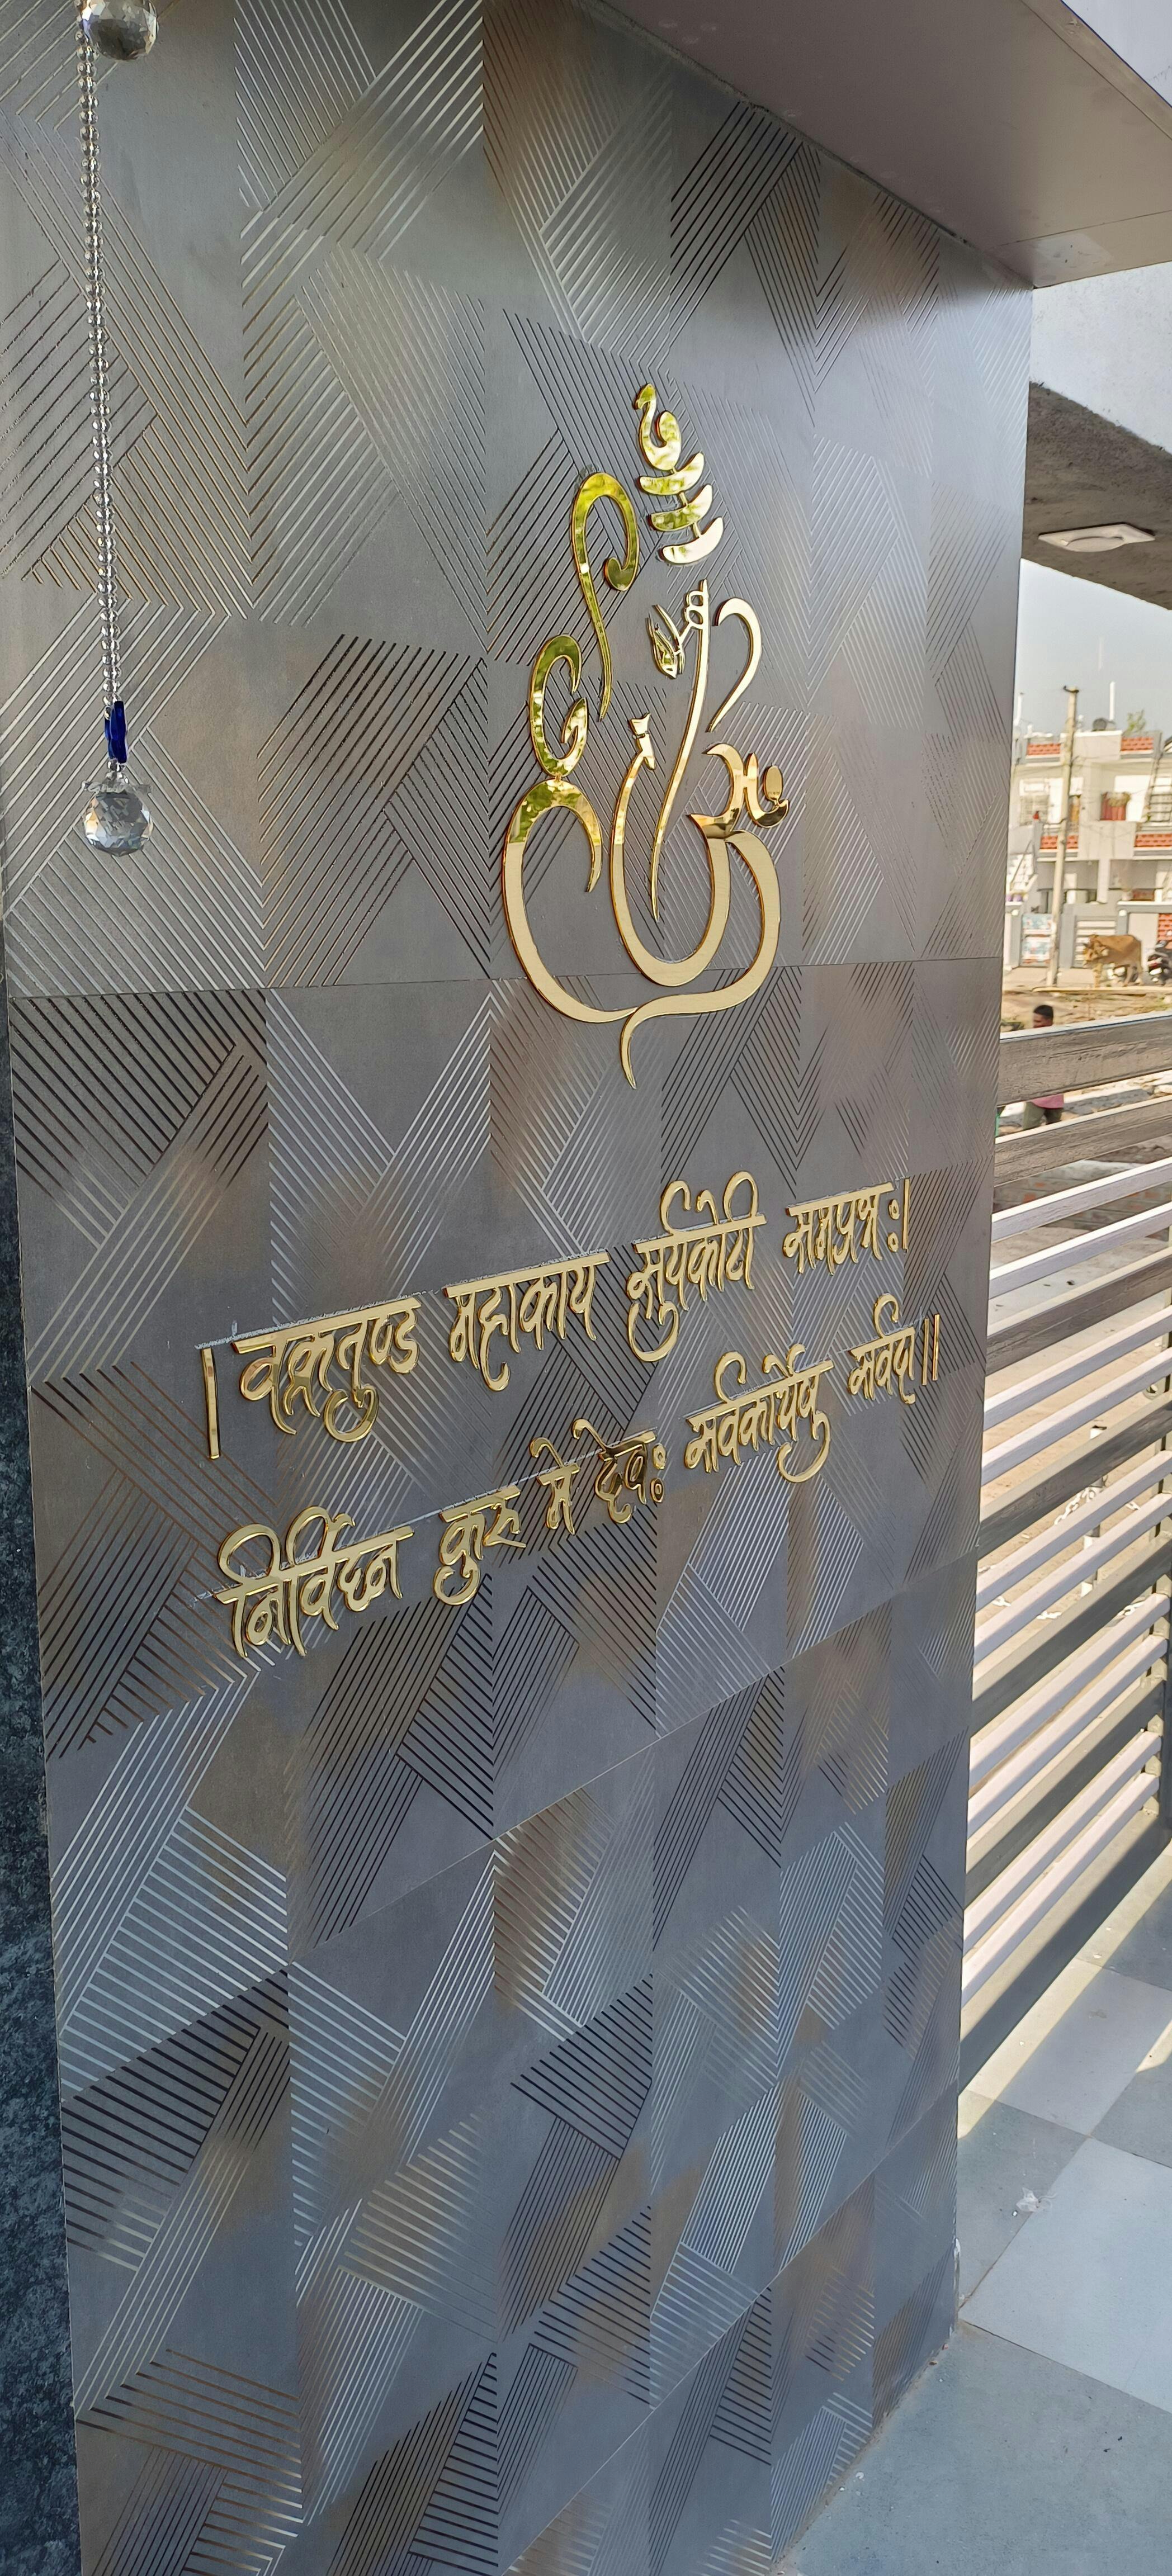 । वक्रतुण्ड महाकाय सुर्यकोटी समप्रभ:।
निर्विघ्न कुरु मे देव: सर्वकार्येषु सर्वदा॥